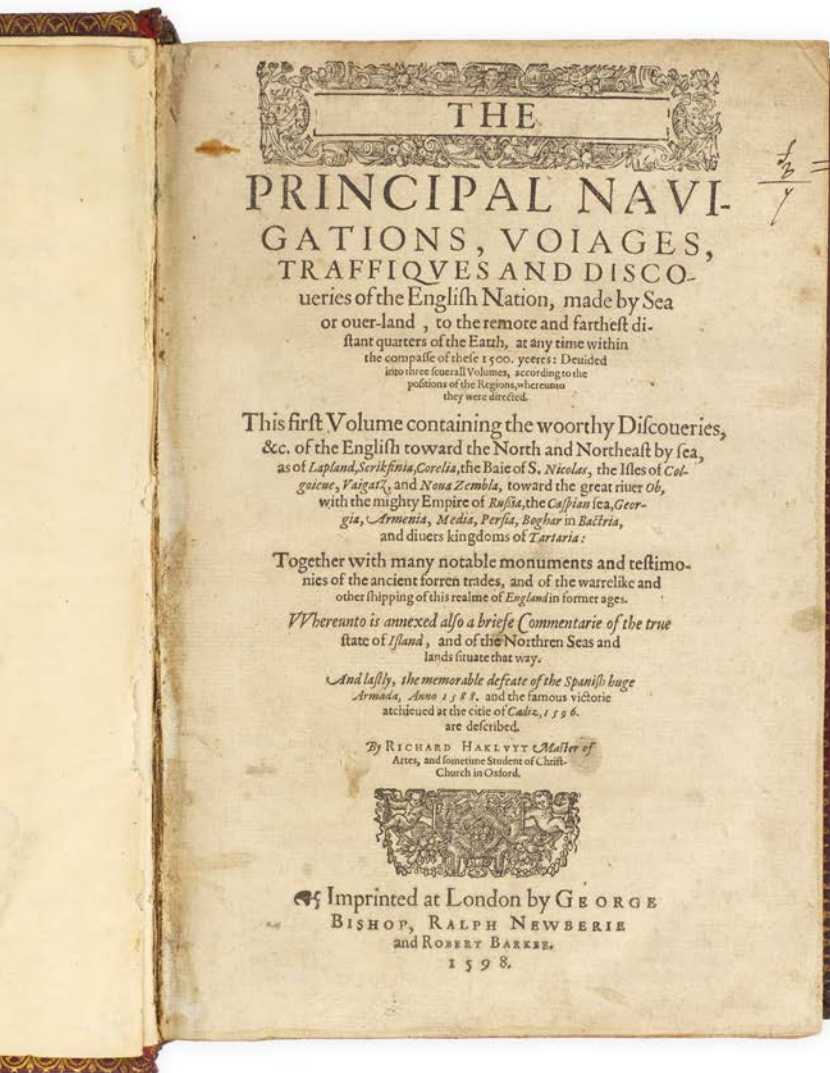 THE
PRINCIPAL NAVI-
GATIONS, VOIAGES,
TRAFFIQVES AND DISCO-
ueries of the Engliſh Nation, made by Sea
or ouer-land, to the remote and fartheſt di-
ſtant quarters of the Earth, at any time within
the compaſſe of theſe 1500. yeeres: Deuided
into three ſeuerall Volumes, according to the
poſitions of the Regions, whereunto
they were directed.
This firſt Volume containing the woorthy Diſcoueries,
&c. of the Engliſh toward the North and Northeaſt by ſea,
as of Lapland, Scrikfinia, Corelia, the Baie of S. Nicolas, the Iſles of Col-
goieue, Vaigatz, and Noua Zembla, toward the great riuer Ob,
with the mighty Empire of Ruſſia, the Caſpian ſea, Geor-
gia, Armenia, Media, Perſia, Boghar in Bactria,
and diuers kingdoms of Tartaria:
Together with many notable monuments and teſtimo-
nies of the ancient forren trades, and of the warrelike and
other ſhipping of this realme of England in former ages.
VVhereunto is annexed alſo a briefe Commentarie of the true
ſtate of Iſland, and of the Northren Seas and
lands ſituate that way.
And laſtly, the memorable defeate of the Spaniſh huge
Armada, Anno 1588. and the famous victorie
atchieued at the citie of Cadiz, 1596.
are deſcribed.
By RICHARD HAKLVYT Maſter of
Artes, and ſometime Student of Chriſt-
Church in Oxford.
Imprinted at London by GEORGE
BISHOP, RALPH NEWBERIE
and ROBERT BARKER.
1598.